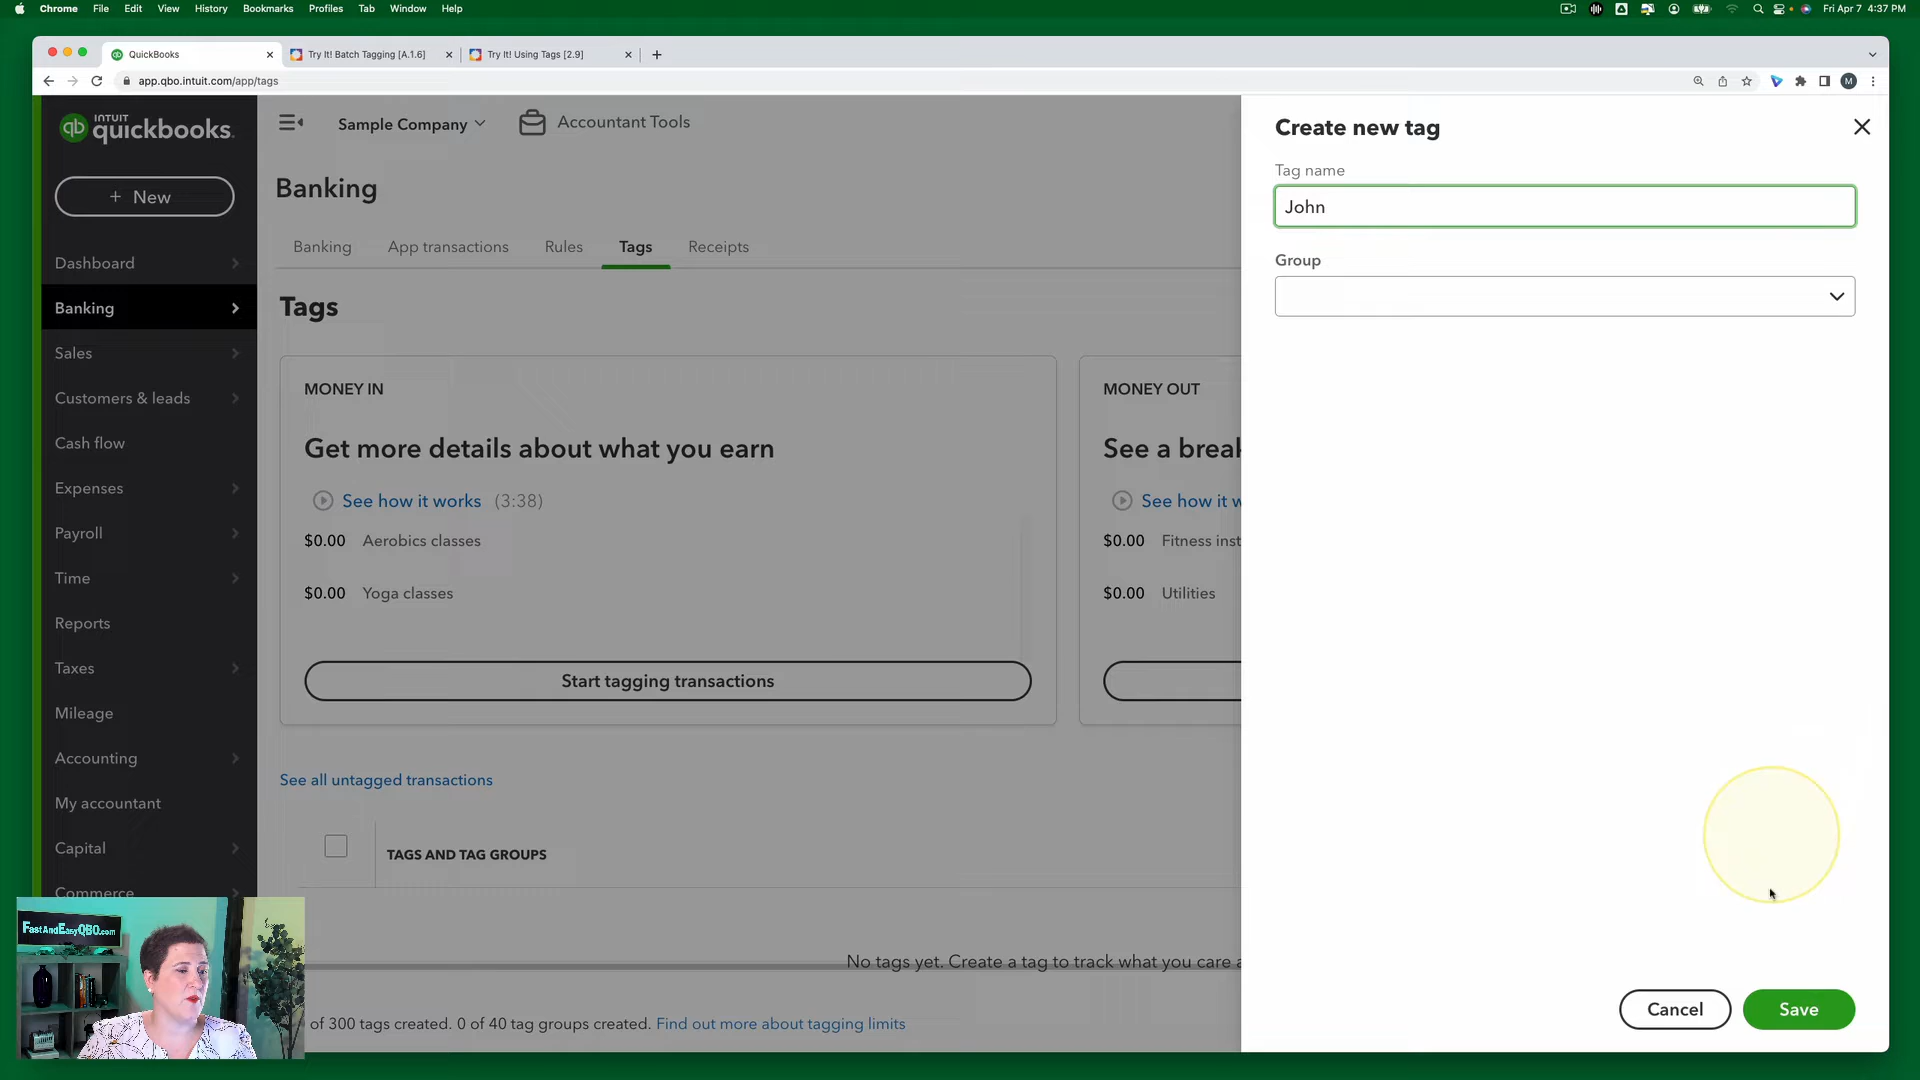 Chrome File Edit View History Bookmarks Profiles Tab Window Help
Fri Apr 7 4:37 PM
QuickBooks
Try It! Batch Tagging [A.1.6]
Try It! Using Tags [2.9]
app.qbo.intuit.com/app/tags
M
qb INTUIT quickbooks.
Sample Company
Accountant Tools
+ New
Banking
Banking App transactions Rules Tags Receipts
Dashboard
Banking
Sales
Customers & leads
Cash flow
Expenses
Payroll
Time
Reports
Taxes
Mileage
Accounting
My accountant
Capital
Commerce
Tags
MONEY IN
Get more details about what you earn
See how it works (3:38)
$0.00 Aerobics classes
$0.00 Yoga classes
Start tagging transactions
MONEY OUT
See a break
See how it w
$0.00 Fitness inst
$0.00 Utilities
See all untagged transactions
TAGS AND TAG GROUPS
No tags yet. Create a tag to track what you care a
of 300 tags created. 0 of 40 tag groups created. Find out more about tagging limits
Create new tag
Tag name
John
Group
Cancel
Save
FastAndEasyQBO.com